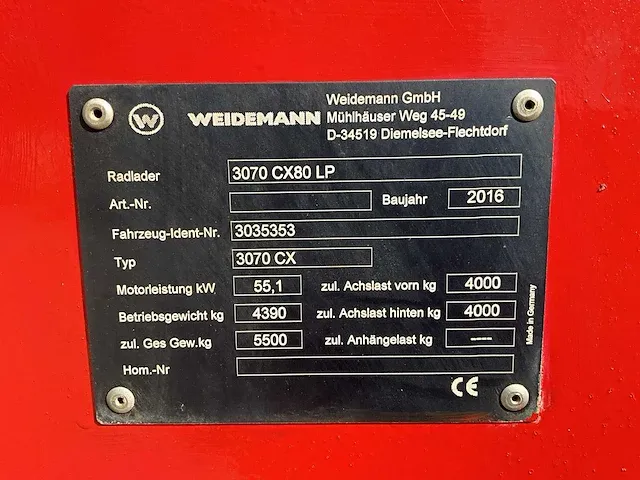 W
WEIDEMANN
Weidemann GmbH
Mühlhäuser Weg 45-49
D-34519 Diemelsee-Flechtdorf
Radlader 3070 CX80 LP
Art.-Nr. Baujahr 2016
Fahrzeug-Ident-Nr. 3035353
Typ 3070 CX
Motorleistung kW 55,1 zul. Achslast vorn kg 4000
Betriebsgewicht kg 4390 zul. Achslast hinten kg 4000
zul. Ges Gew.kg 5500 zul. Anhängelast kg ----
Hom.-Nr
Made in Germany
CE